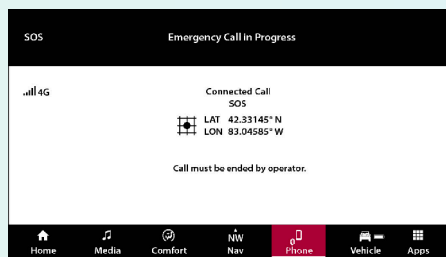 SOS
Emergency Call in Progress
4G
Connected Call
SOS
LAT 42.33145° N
LON 83.04585° W
Call must be ended by operator.
NW
Home Media Comfort Nav Phone Vehicle Apps